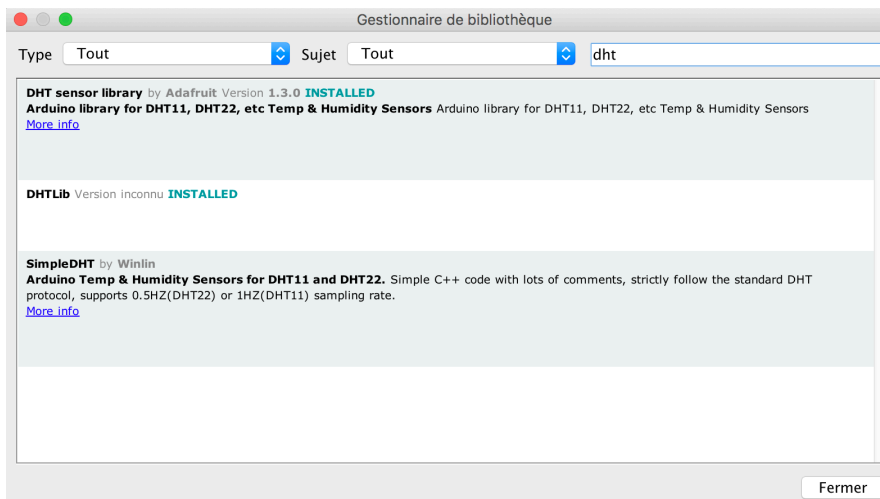 Gestionnaire de bibliothèque
Type Tout Sujet Tout dht
DHT sensor library by Adafruit Version 1.3.0 INSTALLED
Arduino library for DHT11, DHT22, etc Temp & Humidity Sensors Arduino library for DHT11, DHT22, etc Temp & Humidity Sensors
More info
DHTLib Version inconnu INSTALLED
SimpleDHT by Winlin
Arduino Temp & Humidity Sensors for DHT11 and DHT22. Simple C++ code with lots of comments, strictly follow the standard DHT
protocol, supports 0.5HZ(DHT22) or 1HZ(DHT11) sampling rate.
More info
Fermer